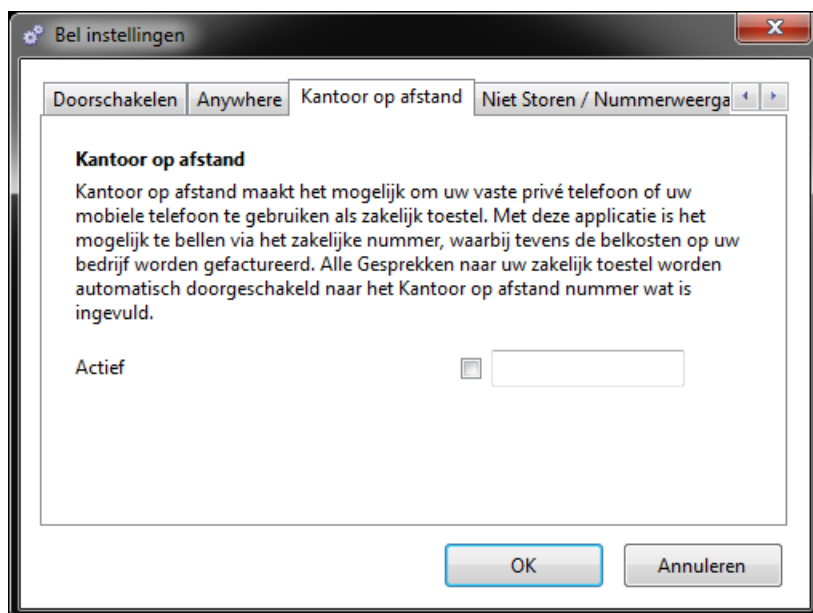 Bel instellingen
Doorschakelen
Anywhere
Kantoor op afstand
Niet Storen / Nummerweerga
Kantoor op afstand
Kantoor op afstand maakt het mogelijk om uw vaste privé telefoon of uw
mobiele telefoon te gebruiken als zakelijk toestel. Met deze applicatie is het
mogelijk te bellen via het zakelijke nummer, waarbij tevens de belkosten op uw
bedrijf worden gefactureerd. Alle Gesprekken naar uw zakelijk toestel worden
automatisch doorgeschakeld naar het Kantoor op afstand nummer wat is
ingevuld.
Actief
OK
Annuleren